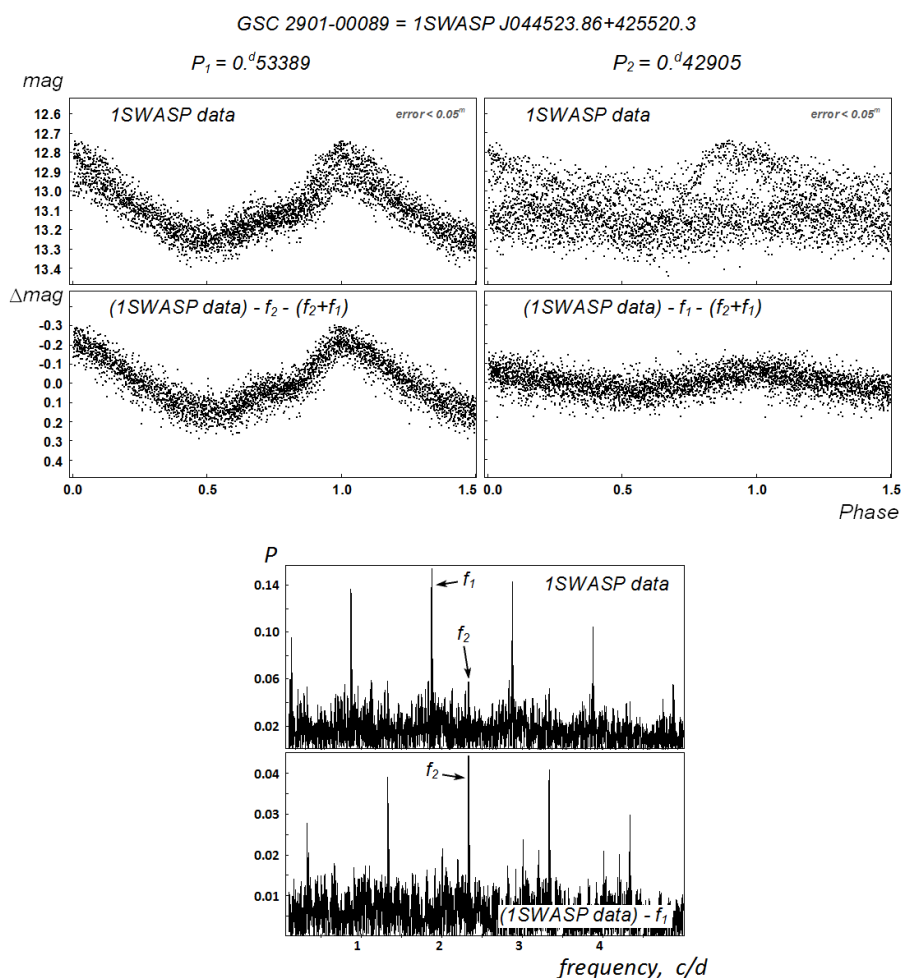 GSC 2901-00089 = 1SWASP J044523.86+425520.3
P₁ = 0.ᵈ53389
P₂ = 0.ᵈ42905
mag
1SWASP data
error < 0.05ᵐ
1SWASP data
error < 0.05ᵐ
12.6
12.8
12.9
13.0
13.1
13.2
13.3
13.4
Δmag
(1SWASP data) - f₂ - (f₂+f₁)
(1SWASP data) - f₁ - (f₂+f₁)
-0.3
-0.2
-0.1
0.0
0.1
0.2
0.3
0.4
0.0 0.5 1.0 1.5
0.0 0.5 1.0 1.5
Phase
P
1SWASP data
f₁
f₂
0.14
0.10
0.06
0.02
f₂
0.04
0.03
0.02
0.01
(1SWASP data) - f₁
1 2 3 4
frequency, c/d